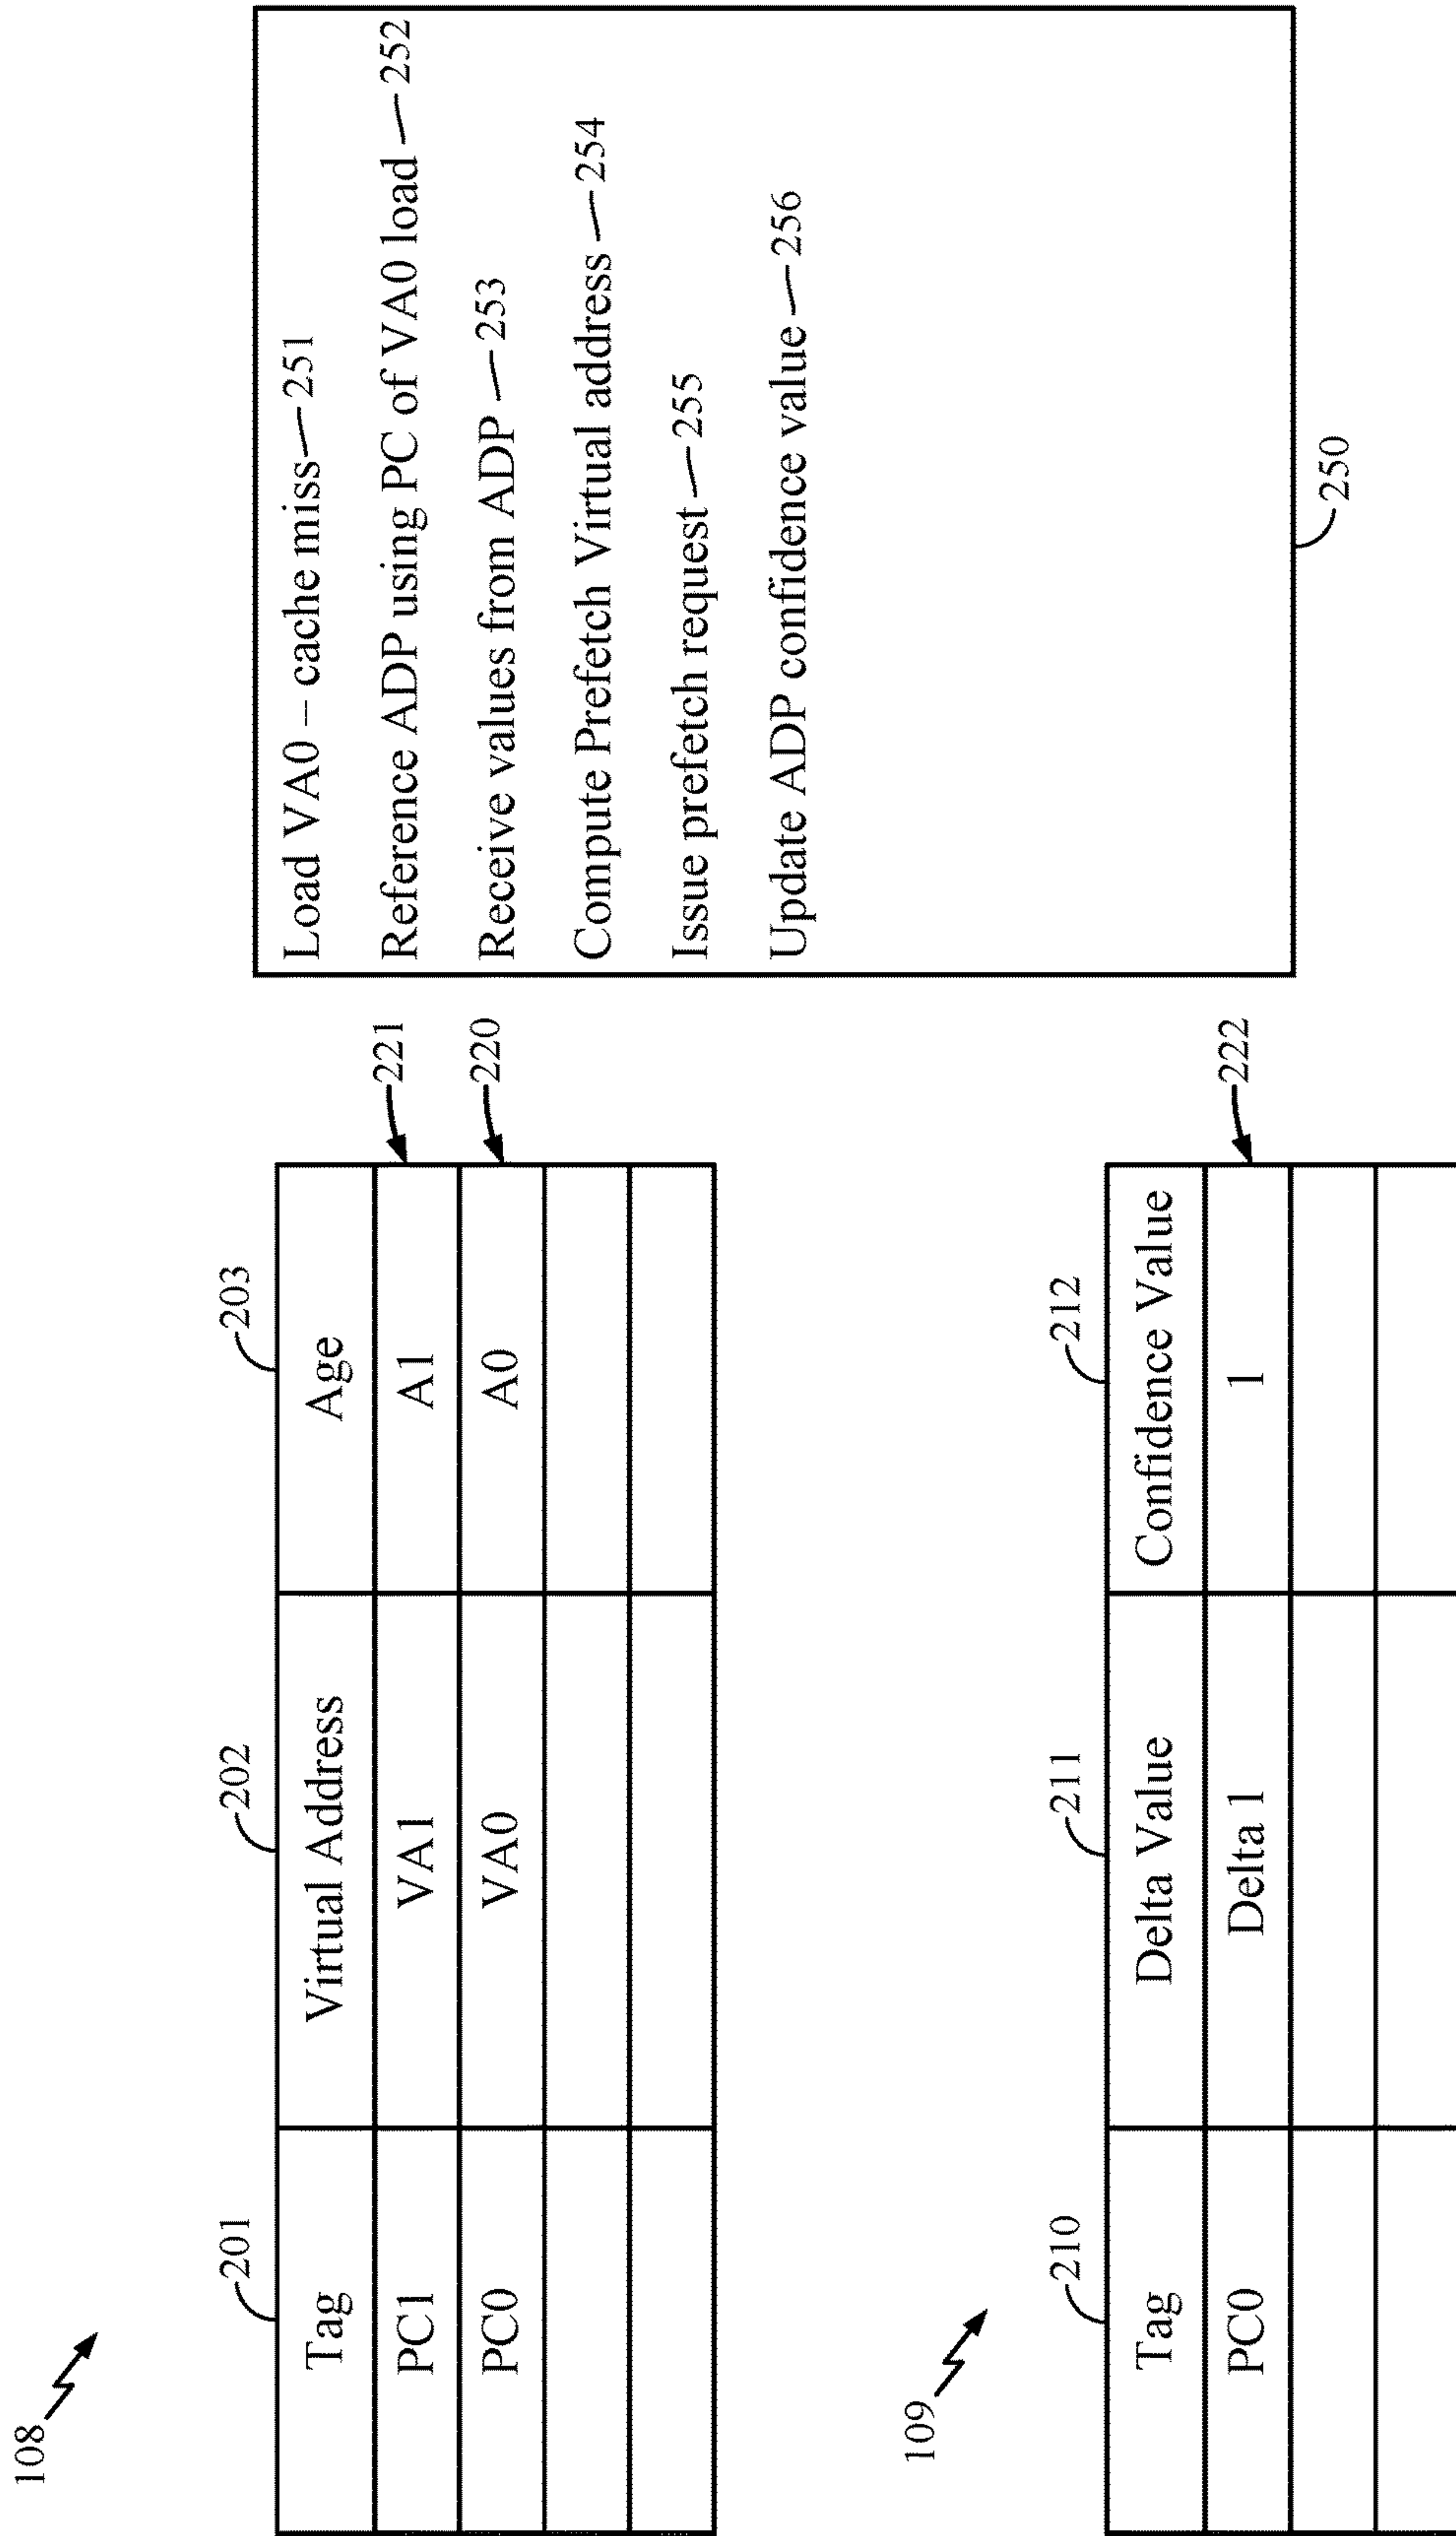 108
201
202
203
Tag
Virtual Address
Age
PC1
VA1
A1
221
PC0
VA0
A0
220
109
210
211
212
Tag
Delta Value
Confidence Value
PC0
Delta 1
1
222
Load VA0 – cache miss 251
Reference ADP using PC of VA0 load 252
Receive values from ADP 253
Compute Prefetch Virtual address 254
Issue prefetch request 255
Update ADP confidence value 256
250